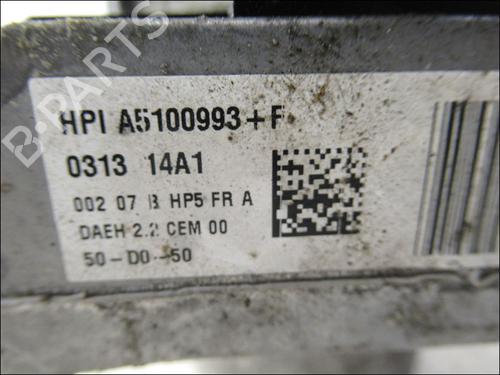 B-PARTS
HPI A5100993+F
0313 14A1
002 07 B HP5 FR A
DAEH 2.2 CEM 00
50-D0-50